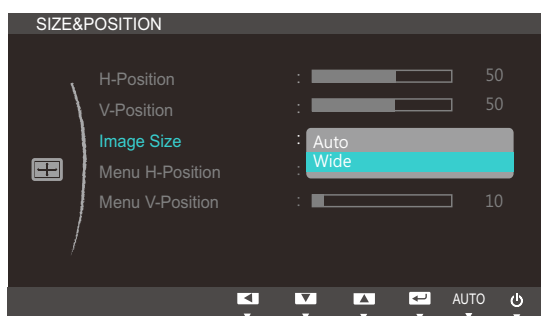 SIZE&POSITION
H-Position : 50
V-Position : 50
Image Size : Auto
Wide
Menu H-Position :
Menu V-Position : 10
AUTO